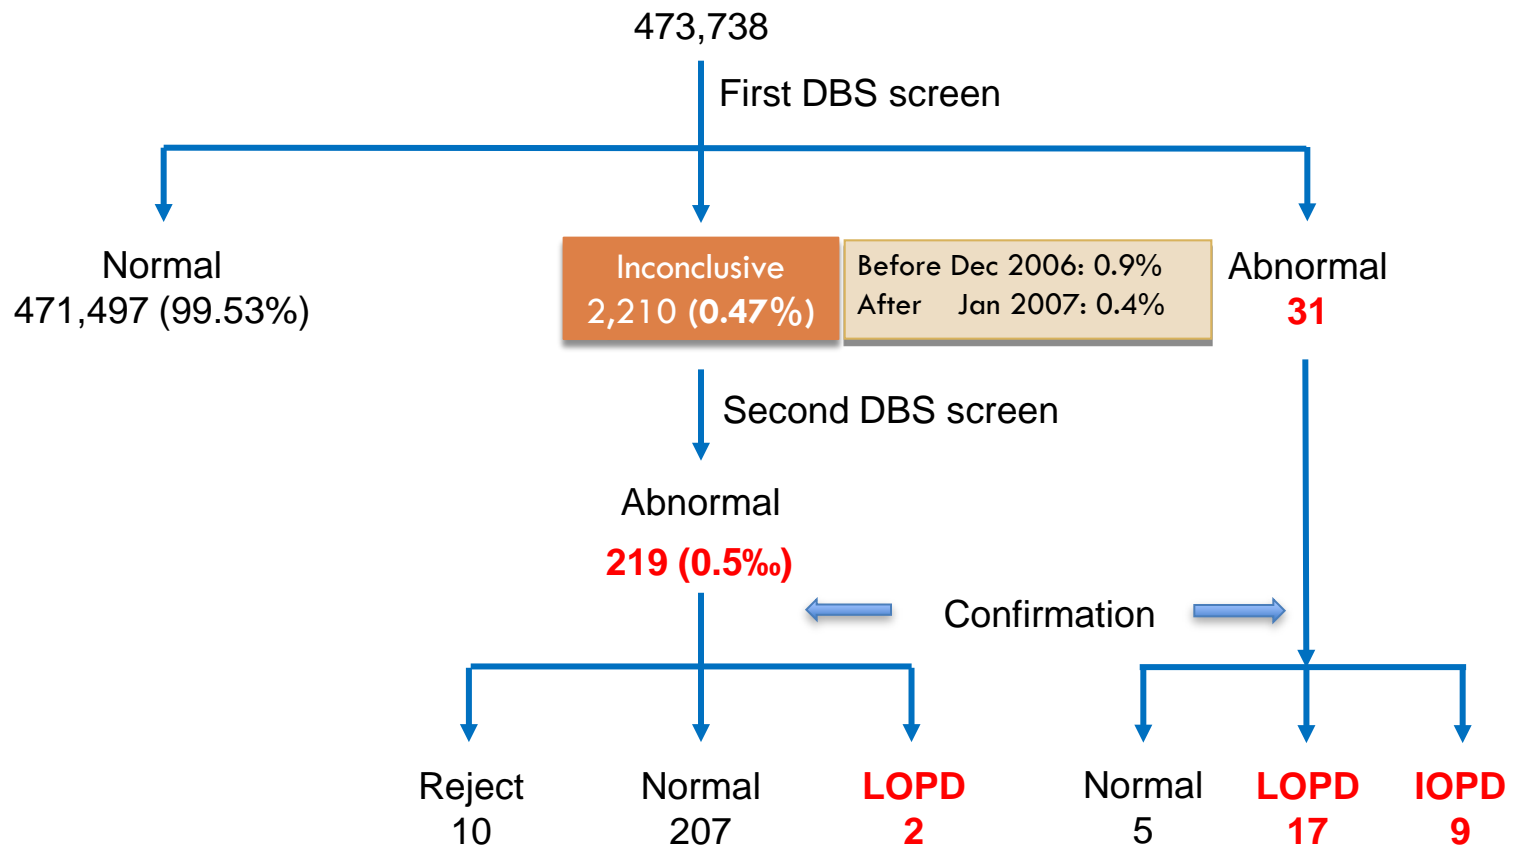 473,738
First DBS screen
Normal
471,497 (99.53%)
Inconclusive
2,210 (0.47%)
Before Dec 2006: 0.9%
After Jan 2007: 0.4%
Abnormal
31
Second DBS screen
Abnormal
219 (0.5‰)
Confirmation
Reject
10
Normal
207
LOPD
2
Normal
5
LOPD
17
IOPD
9